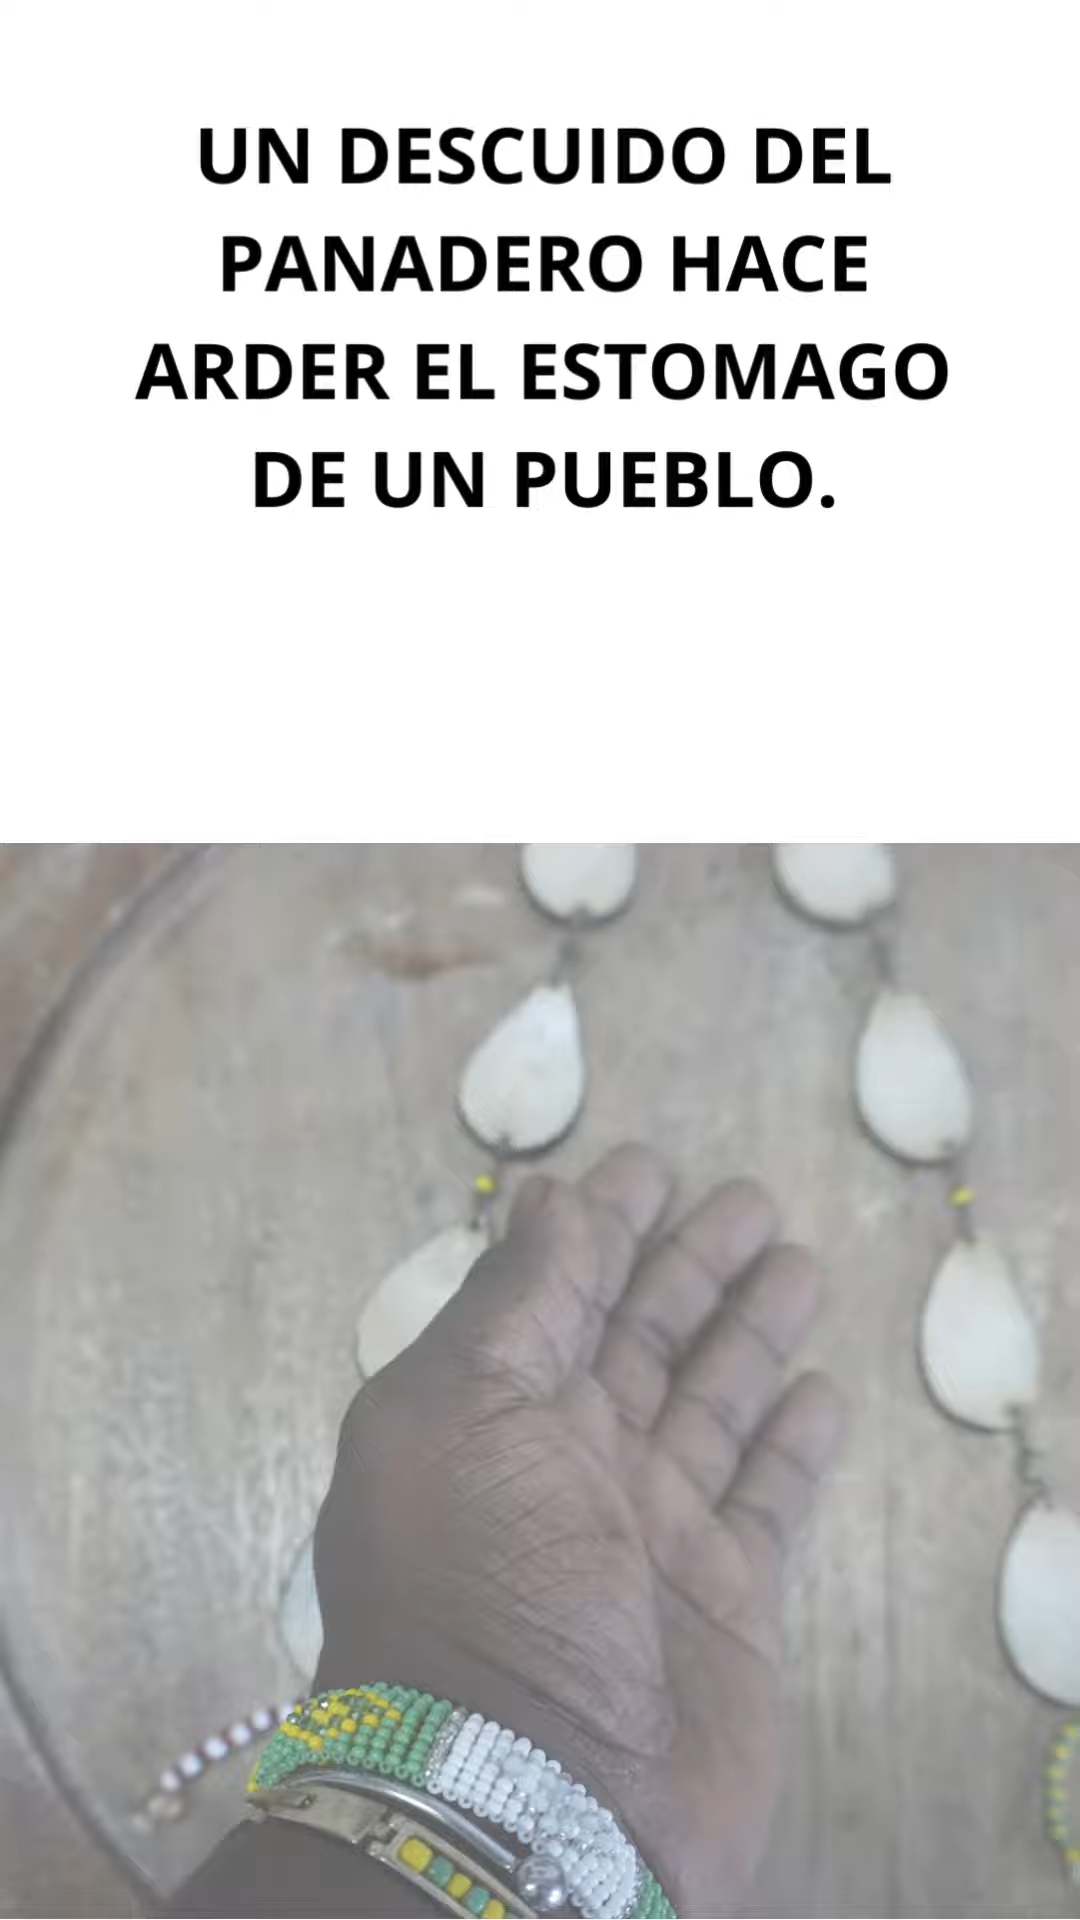 UN DESCUIDO DEL
PANADERO HACE
ARDER EL ESTOMAGO
DE UN PUEBLO.